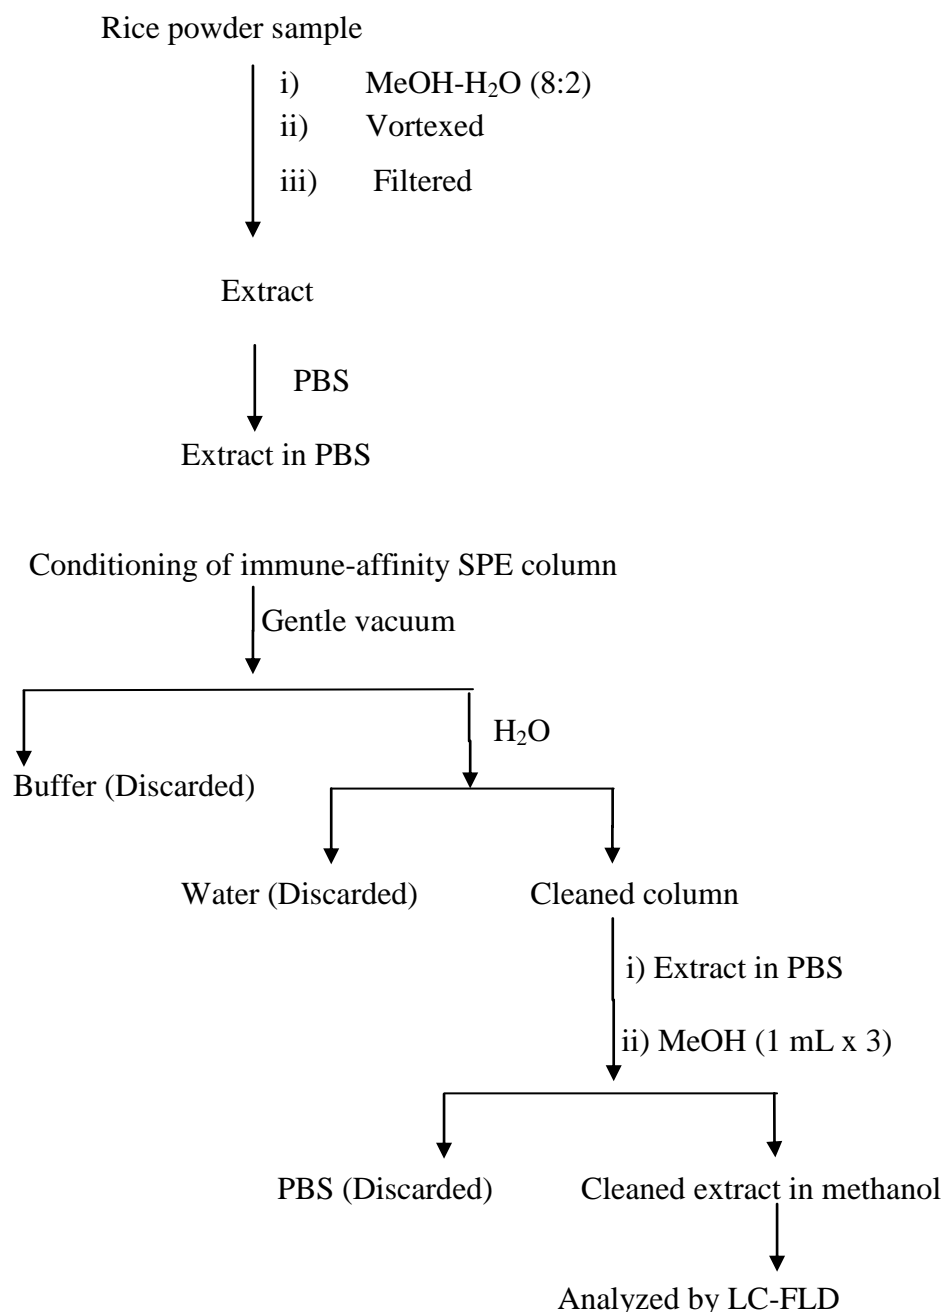 Rice powder sample
i) MeOH-H₂O (8:2)
ii) Vortexed
iii) Filtered
Extract
PBS
Extract in PBS
Conditioning of immune-affinity SPE column
Gentle vacuum
H₂O
Buffer (Discarded)
Water (Discarded) Cleaned column
i) Extract in PBS
ii) MeOH (1 mL x 3)
PBS (Discarded) Cleaned extract in methanol
Analyzed by LC-FLD